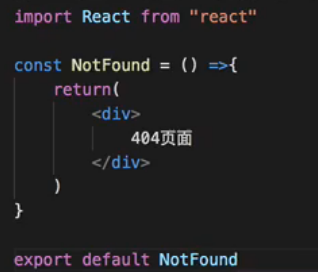 import React from "react"
const NotFound = () =>{
return(
<div>
404页面
</div>
)
}
export default NotFound